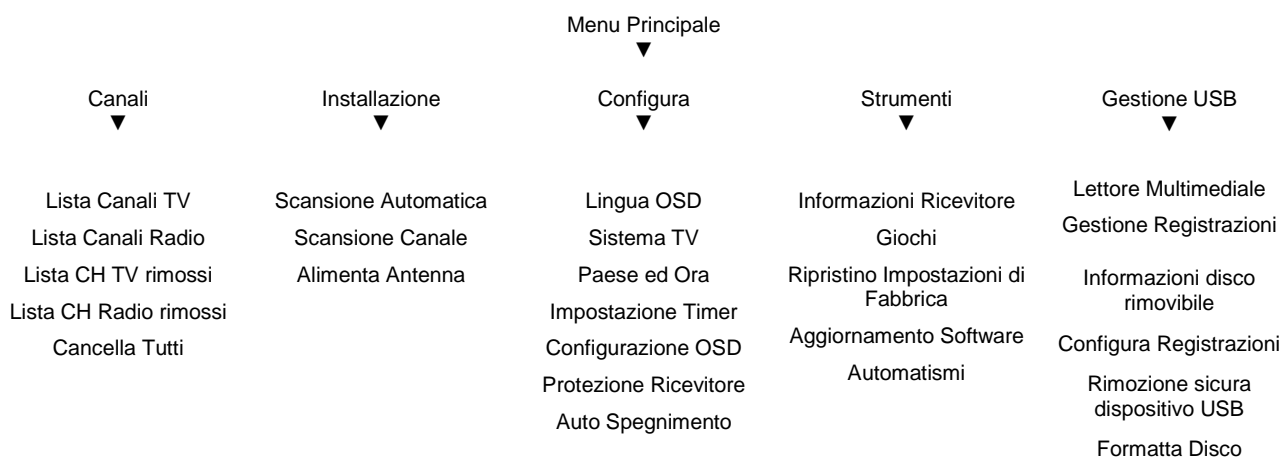 Menu Principale
▼
Canali
▼
Installazione
▼
Configura
▼
Strumenti
▼
Gestione USB
▼
Lista Canali TV
Lista Canali Radio
Lista CH TV rimossi
Lista CH Radio rimossi
Cancella Tutti
Scansione Automatica
Scansione Canale
Alimenta Antenna
Lingua OSD
Sistema TV
Paese ed Ora
Impostazione Timer
Configurazione OSD
Protezione Ricevitore
Auto Spegnimento
Informazioni Ricevitore
Giochi
Ripristino Impostazioni di
Fabbrica
Aggiornamento Software
Automatismi
Lettore Multimediale
Gestione Registrazioni
Informazioni disco
rimovibile
Configura Registrazioni
Rimozione sicura
dispositivo USB
Formatta Disco